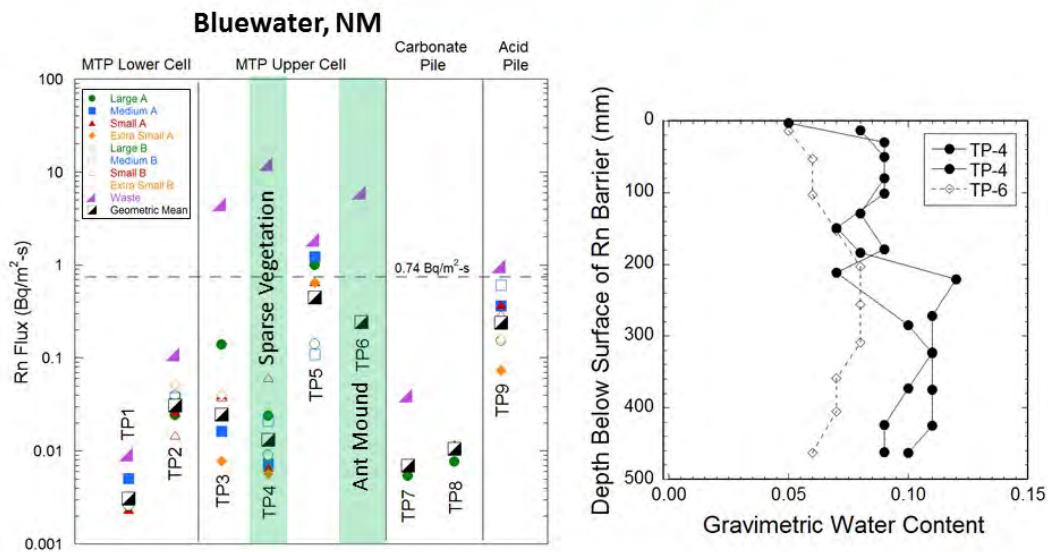 Bluewater, NM
MTP Lower Cell
MTP Upper Cell
Carbonate Pile
Acid Pile
Rn Flux (Bq/m²-s)
100
10
1
0.1
0.01
0.001
Large A
Medium A
Small A
Extra Small A
Large B
Medium B
Small B
Extra Small B
Waste
Geometric Mean
0.74 Bq/m²-s
TP1
TP2
TP3
TP4
Sparse Vegetation
TP5
Ant Mound TP6
TP7
TP8
TP9
Depth Below Surface of Rn Barrier (mm)
0
100
200
300
400
500
TP-4
TP-4
TP-6
0.00
0.05
0.10
0.15
Gravimetric Water Content